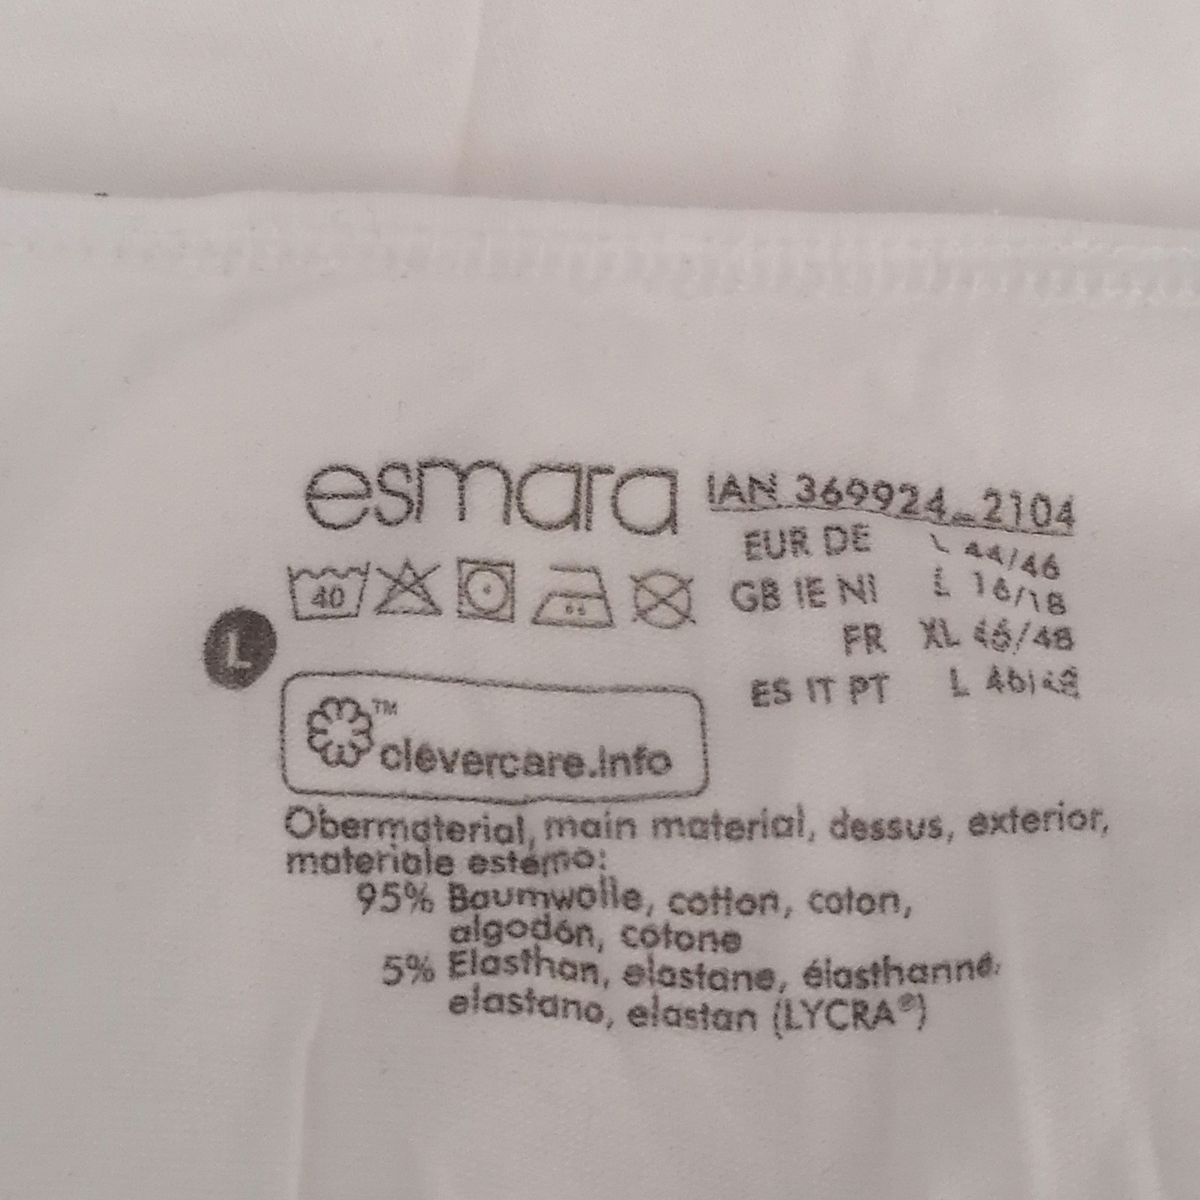 esmara IAN 369924_2104
EUR DE L 44/46
GB IE NI L 16/18
40
FR XL 46/48
L
ES IT PT L 46/48
TM
clevercare.info
Obermaterial, main material, dessus, exterior,
materiale esterno:
95% Baumwolle, cotton, coton,
algodón, cotone
5% Elasthan, elastane, élasthanne,
elastano, elastan (LYCRA®)